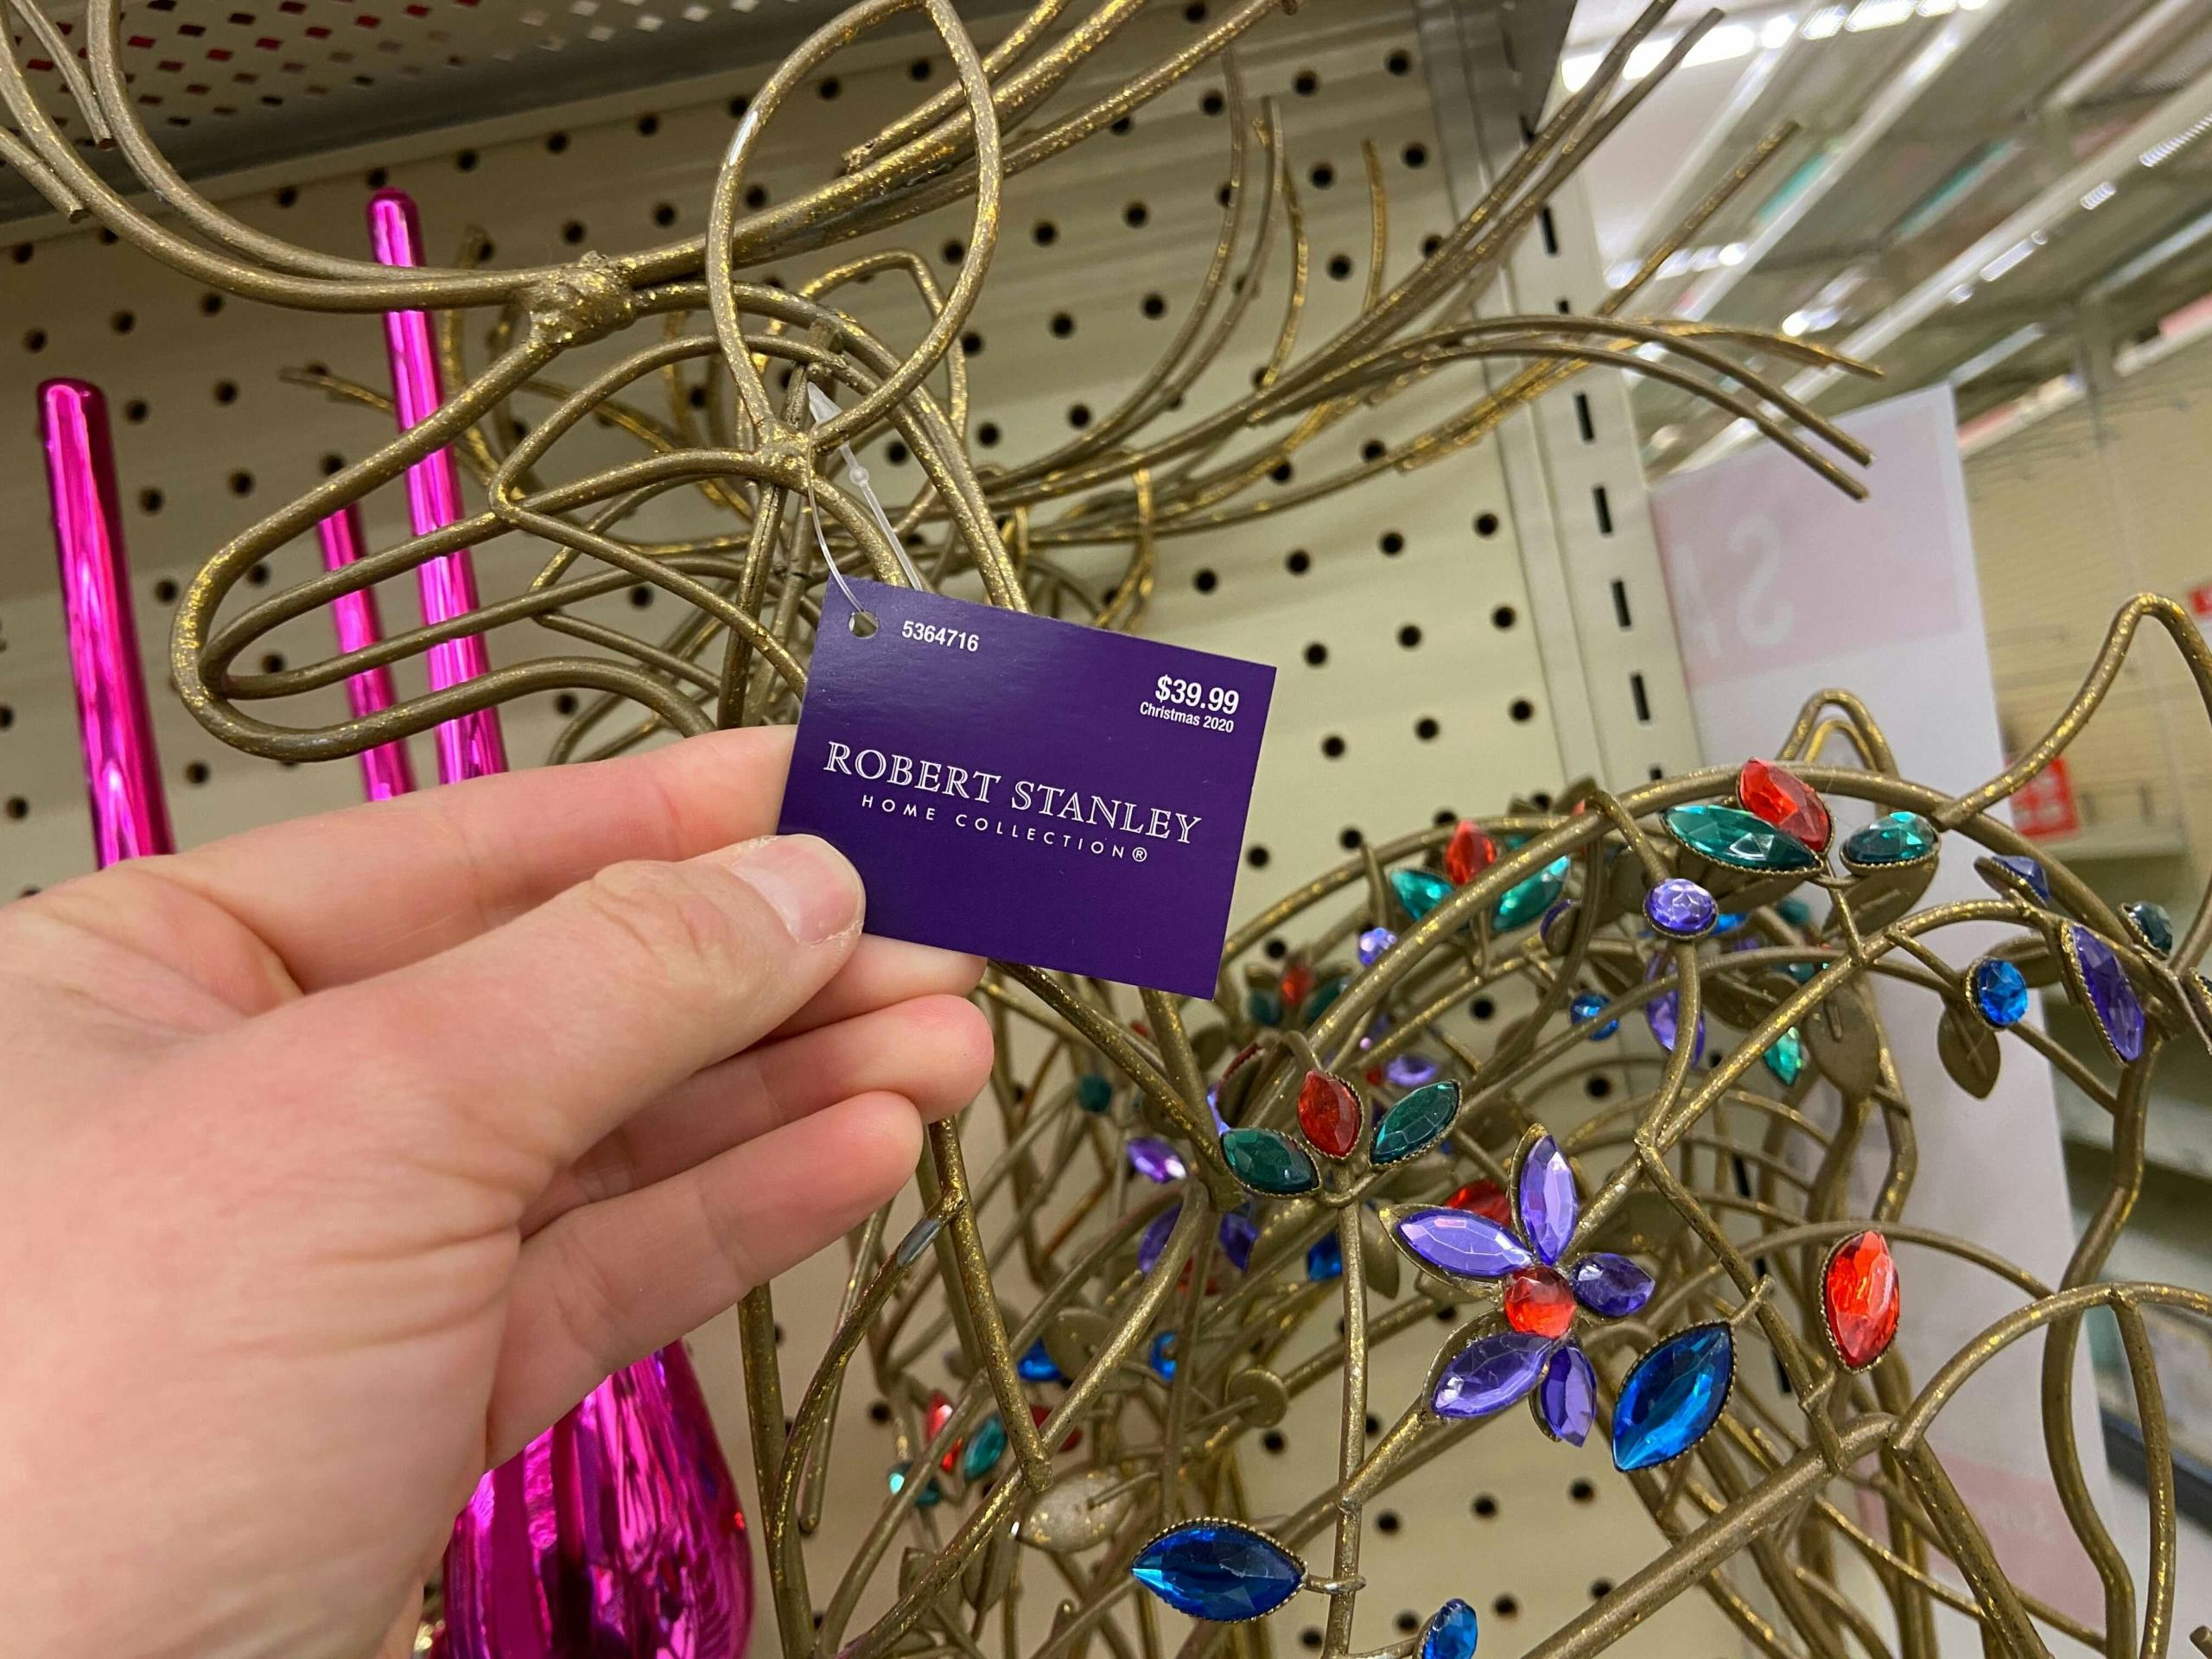 5364716
$39.99
Christmas 2020
ROBERT STANLEY
HOME COLLECTION®